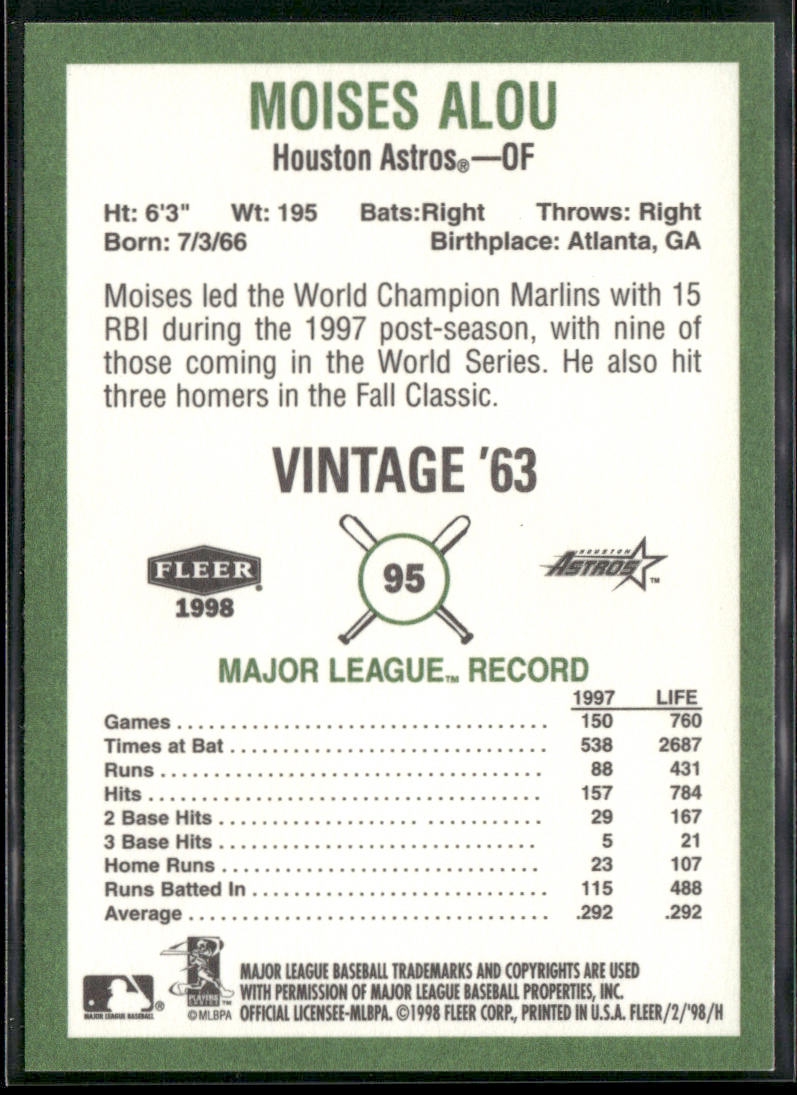 MOISES ALOU
Houston Astros®—OF
Ht: 6'3" Wt: 195 Bats:Right Throws: Right
Born: 7/3/66 Birthplace: Atlanta, GA
Moises led the World Champion Marlins with 15
RBI during the 1997 post-season, with nine of
those coming in the World Series. He also hit
three homers in the Fall Classic.
VINTAGE '63
FLEER
1998
95
HOUSTON
ASTROS™
MAJOR LEAGUE™ RECORD
1997 LIFE
Games 150 760
Times at Bat 538 2687
Runs 88 431
Hits 157 784
2 Base Hits 29 167
3 Base Hits 5 21
Home Runs 23 107
Runs Batted In 115 488
Average .292 .292
MAJOR LEAGUE BASEBALL®
PLAYERS CHOICE™
©MLBPA
MAJOR LEAGUE BASEBALL TRADEMARKS AND COPYRIGHTS ARE USED
WITH PERMISSION OF MAJOR LEAGUE BASEBALL PROPERTIES, INC.
OFFICIAL LICENSEE-MLBPA. ©1998 FLEER CORP., PRINTED IN U.S.A. FLEER/2/'98/H